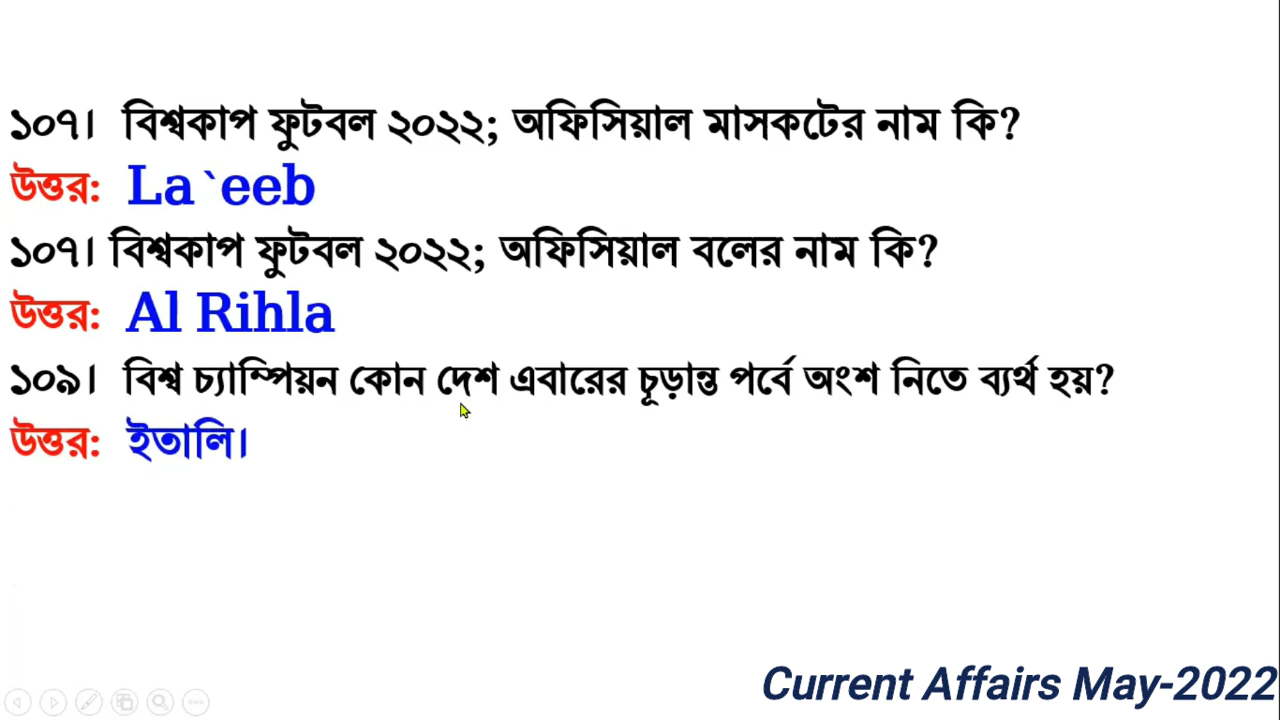 ১০৭। বিশ্বকাপ ফুটবল ২০২২; অফিসিয়াল মাসকটের নাম কি?
উত্তর: La`eeb
১০৭। বিশ্বকাপ ফুটবল ২০২২; অফিসিয়াল বলের নাম কি?
উত্তর: Al Rihla
১০৯। বিশ্ব চ্যাম্পিয়ন কোন দেশ এবারের চূড়ান্ত পর্বে অংশ নিতে ব্যর্থ হয়?
উত্তর: ইতালি।
Current Affairs May-2022